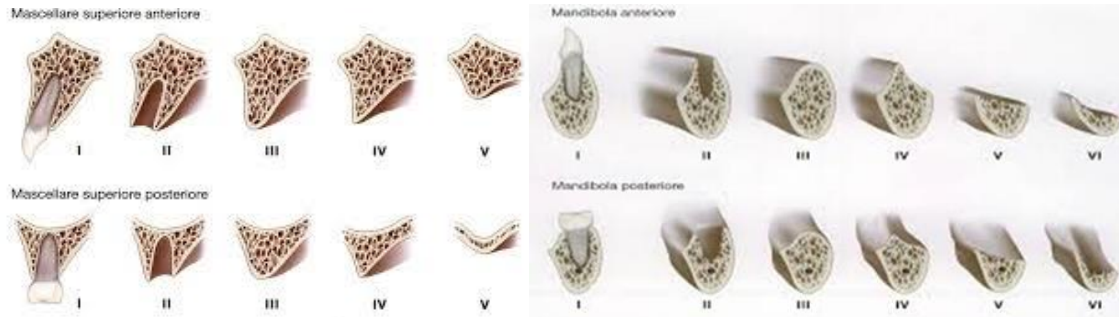 Mascellare superiore anteriore
I II III IV V
Mascellare superiore posteriore
I II III IV V
Mandibola anteriore
I II III IV V VI
Mandibola posteriore
I II III IV V VI